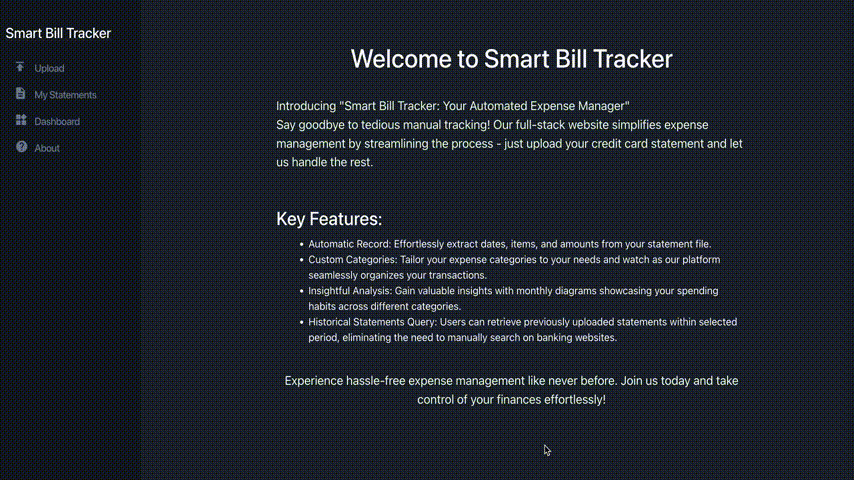 Smart Bill Tracker
Upload
My Statements
Dashboard
About
Welcome to Smart Bill Tracker
Introducing "Smart Bill Tracker: Your Automated Expense Manager"
Say goodbye to tedious manual tracking! Our full-stack website simplifies expense
management by streamlining the process - just upload your credit card statement and let
us handle the rest.
Key Features:
• Automatic Record: Effortlessly extract dates, items, and amounts from your statement file.
• Custom Categories: Tailor your expense categories to your needs and watch as our platform
seamlessly organizes your transactions.
• Insightful Analysis: Gain valuable insights with monthly diagrams showcasing your spending
habits across different categories.
• Historical Statements Query: Users can retrieve previously uploaded statements within selected
period, eliminating the need to manually search on banking websites.
Experience hassle-free expense management like never before. Join us today and take
control of your finances effortlessly!